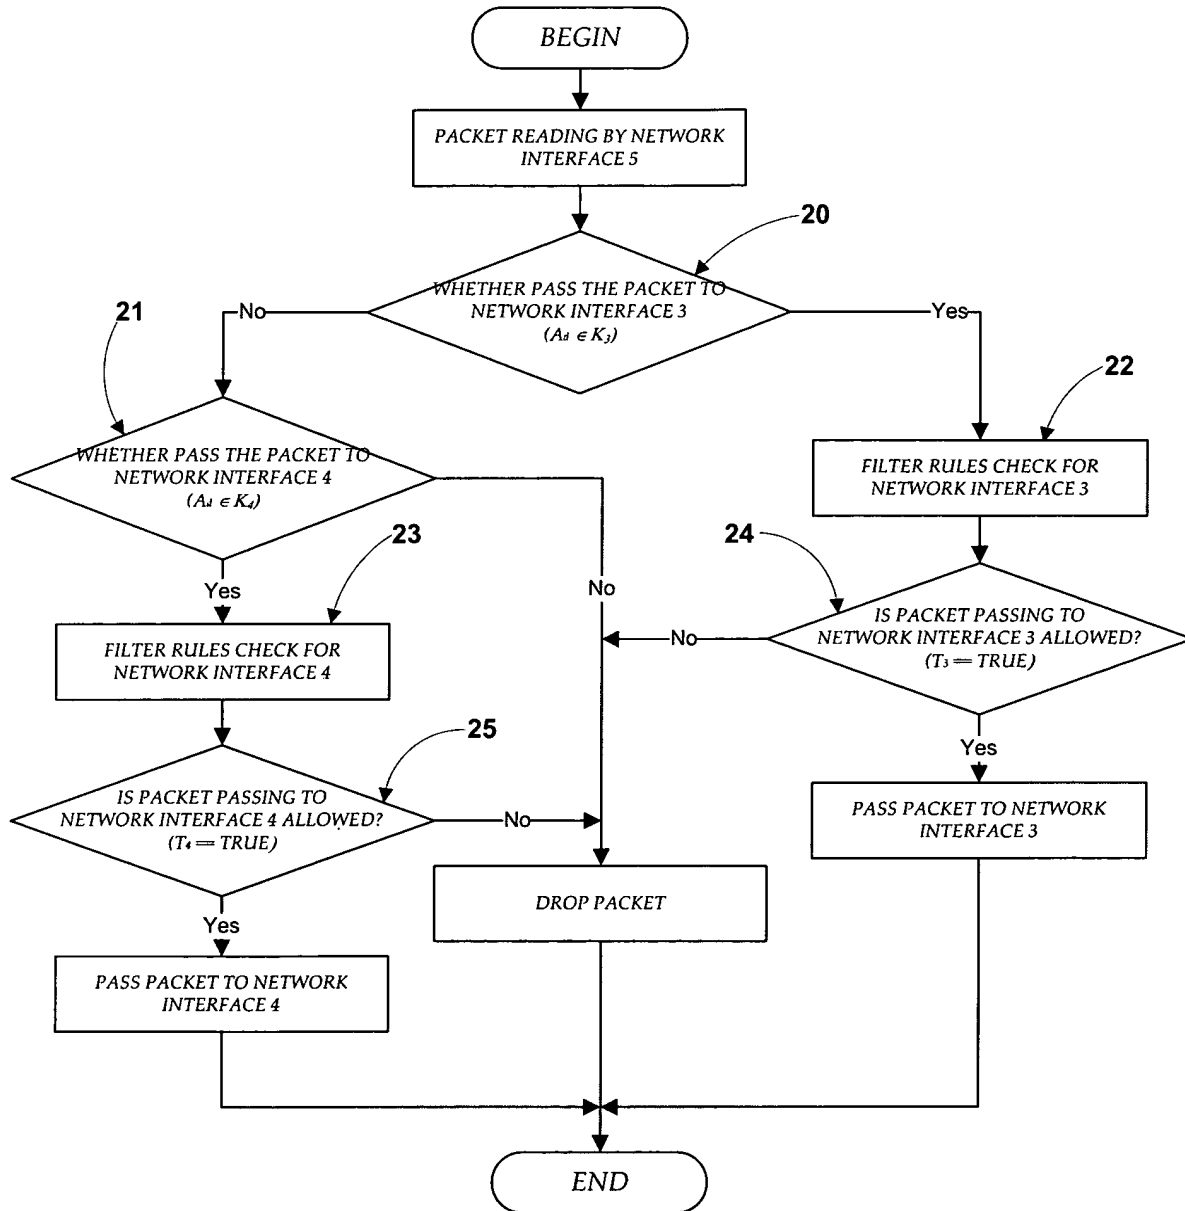 BEGIN
PACKET READING BY NETWORK
INTERFACE 5
20
WHETHER PASS THE PACKET TO
NETWORK INTERFACE 3
(Ad ∈ K3)
No
Yes
21
WHETHER PASS THE PACKET TO
NETWORK INTERFACE 4
(Ad ∈ K4)
22
FILTER RULES CHECK FOR
NETWORK INTERFACE 3
Yes
No
23
FILTER RULES CHECK FOR
NETWORK INTERFACE 4
24
IS PACKET PASSING TO
NETWORK INTERFACE 3 ALLOWED?
(T3 == TRUE)
No
Yes
25
IS PACKET PASSING TO
NETWORK INTERFACE 4 ALLOWED?
(T4 == TRUE)
No
Yes
PASS PACKET TO NETWORK
INTERFACE 3
DROP PACKET
PASS PACKET TO NETWORK
INTERFACE 4
END